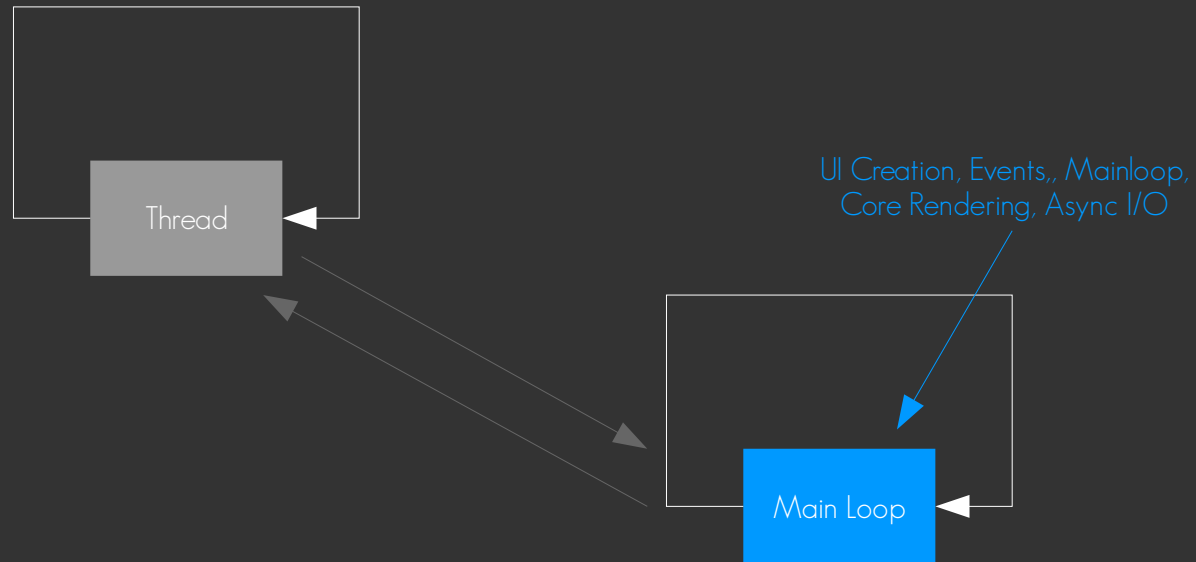 UI Creation, Events,, Mainloop,
Core Rendering, Async I/O
Thread
Main Loop